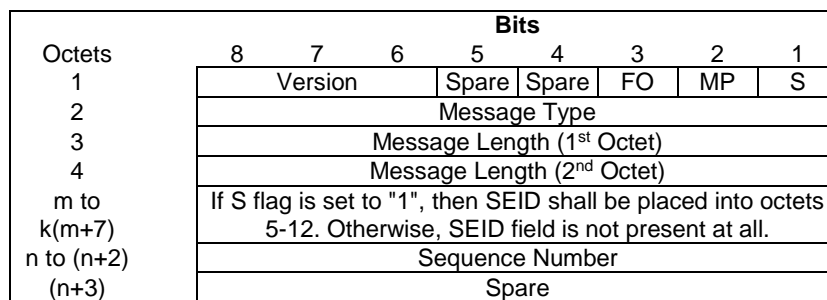 Bits
Octets 8 7 6 5 4 3 2 1
1 Version Spare Spare FO MP S
2 Message Type
3 Message Length (1st Octet)
4 Message Length (2nd Octet)
m to k(m+7) If S flag is set to "1", then SEID shall be placed into octets
5-12. Otherwise, SEID field is not present at all.
n to (n+2) Sequence Number
(n+3) Spare